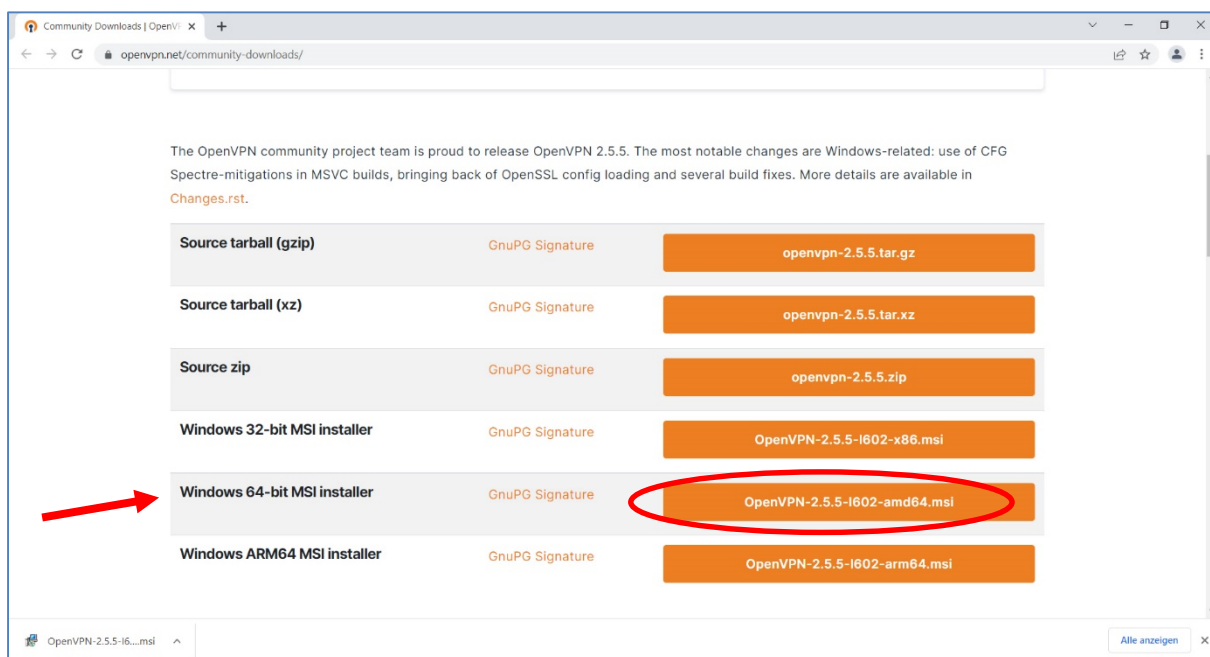 Community Downloads | OpenV
openvpn.net/community-downloads/
The OpenVPN community project team is proud to release OpenVPN 2.5.5. The most notable changes are Windows-related: use of CFG
Spectre-mitigations in MSVC builds, bringing back of OpenSSL config loading and several build fixes. More details are available in
Changes.rst.
Source tarball (gzip) GnuPG Signature openvpn-2.5.5.tar.gz
Source tarball (xz) GnuPG Signature openvpn-2.5.5.tar.xz
Source zip GnuPG Signature openvpn-2.5.5.zip
Windows 32-bit MSI installer GnuPG Signature OpenVPN-2.5.5-I602-x86.msi
Windows 64-bit MSI installer GnuPG Signature OpenVPN-2.5.5-I602-amd64.msi
Windows ARM64 MSI installer GnuPG Signature OpenVPN-2.5.5-I602-arm64.msi
OpenVPN-2.5.5-I6....msi Alle anzeigen